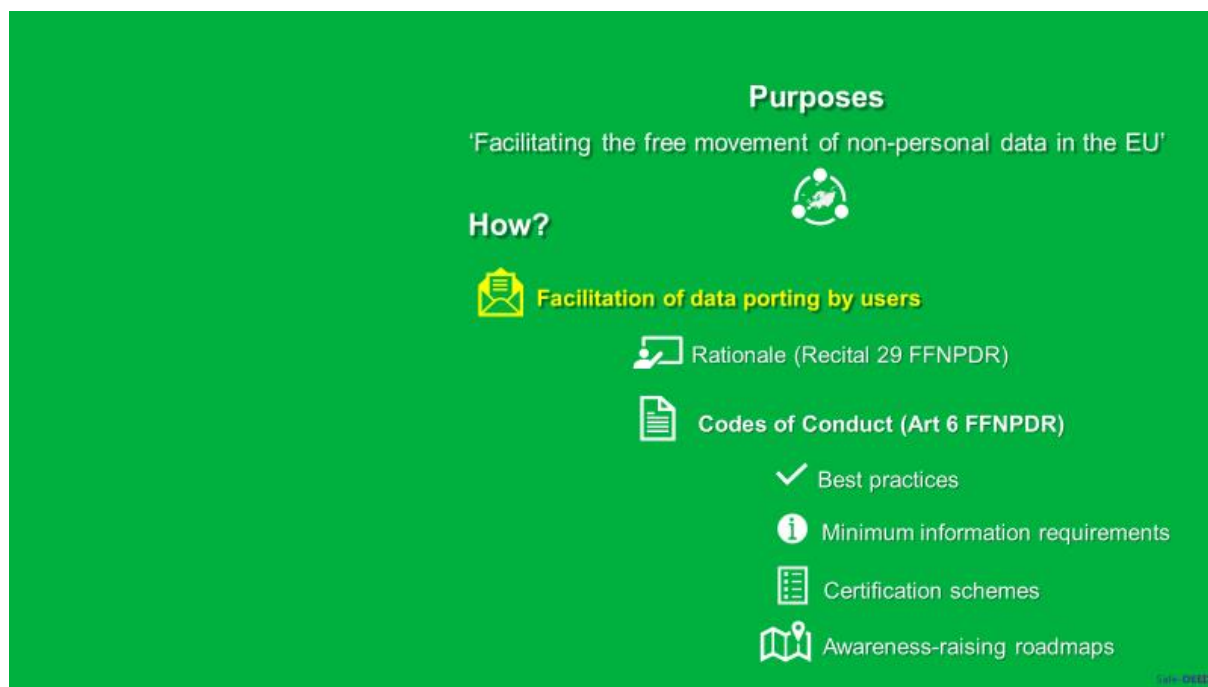 Purposes
‘Facilitating the free movement of non-personal data in the EU’
How?
Facilitation of data porting by users
Rationale (Recital 29 FFNPDR)
Codes of Conduct (Art 6 FFNPDR)
Best practices
Minimum information requirements
Certification schemes
Awareness-raising roadmaps